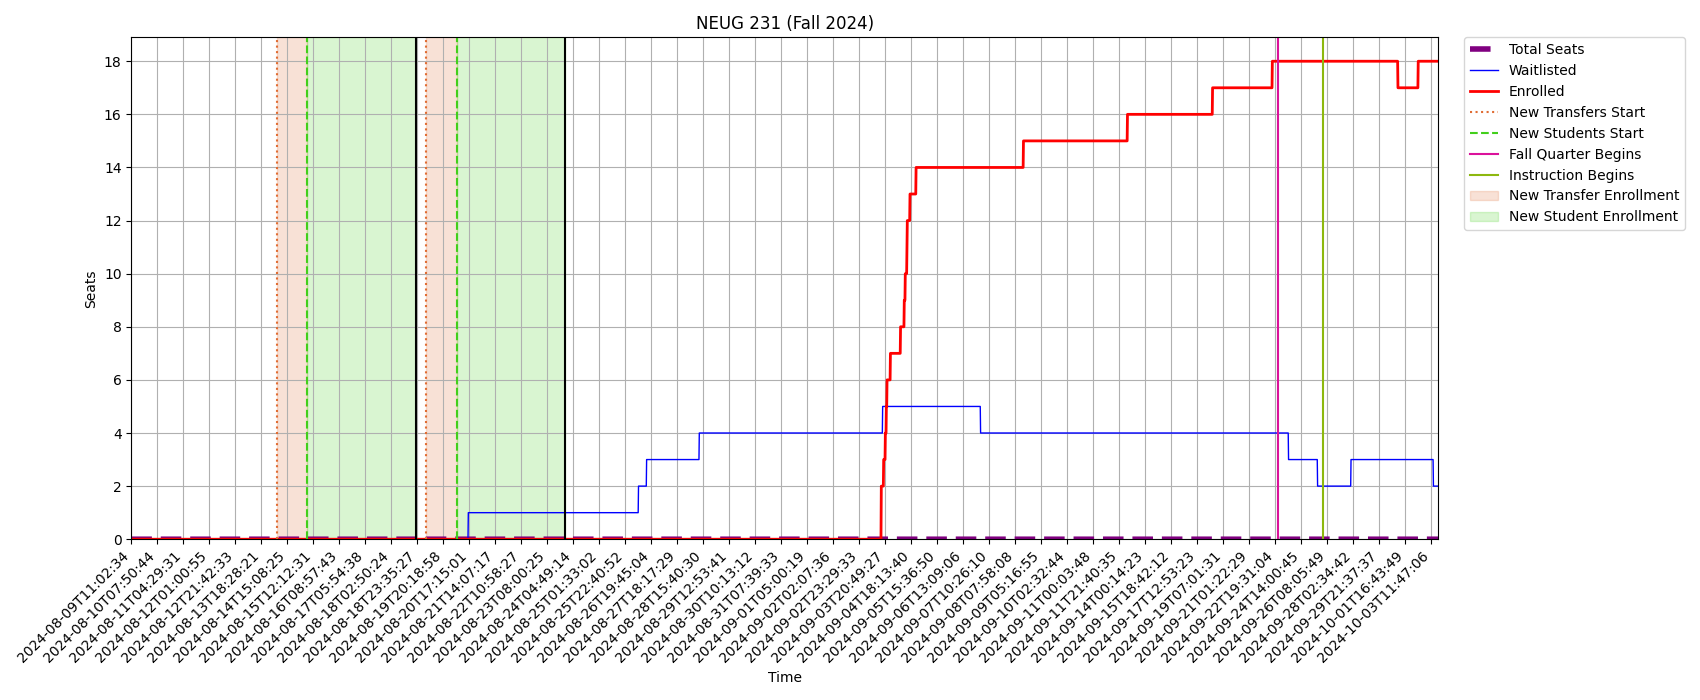 NEUG 231 (Fall 2024)
Total Seats
Waitlisted
Enrolled
New Transfers Start
New Students Start
Fall Quarter Begins
Instruction Begins
New Transfer Enrollment
New Student Enrollment
Seats
18
16
14
12
10
8
6
4
2
0
2024-08-09T11:02:34
2024-08-10T07:50:44
2024-08-11T04:29:31
2024-08-12T01:00:55
2024-08-12T21:42:33
2024-08-13T18:28:21
2024-08-14T15:08:25
2024-08-15T12:12:31
2024-08-16T08:57:43
2024-08-17T05:54:38
2024-08-18T02:50:24
2024-08-18T23:35:27
2024-08-19T20:18:58
2024-08-20T17:15:01
2024-08-21T14:07:17
2024-08-22T10:58:27
2024-08-23T08:00:25
2024-08-24T04:49:14
2024-08-25T01:33:02
2024-08-25T22:40:52
2024-08-26T19:45:04
2024-08-27T18:17:29
2024-08-28T15:40:30
2024-08-29T12:53:41
2024-08-30T10:13:12
2024-08-31T07:39:33
2024-09-01T05:00:19
2024-09-02T02:07:36
2024-09-02T23:29:33
2024-09-03T20:49:27
2024-09-04T18:13:40
2024-09-05T15:36:50
2024-09-06T13:09:06
2024-09-07T10:26:10
2024-09-08T07:58:08
2024-09-09T05:16:55
2024-09-10T02:32:44
2024-09-11T00:03:48
2024-09-11T21:40:35
2024-09-14T00:14:23
2024-09-15T18:42:12
2024-09-17T12:53:23
2024-09-19T07:01:31
2024-09-21T01:22:29
2024-09-22T19:31:04
2024-09-24T14:00:45
2024-09-26T08:05:49
2024-09-28T02:34:42
2024-09-29T21:37:37
2024-10-01T16:43:49
2024-10-03T11:47:06
Time